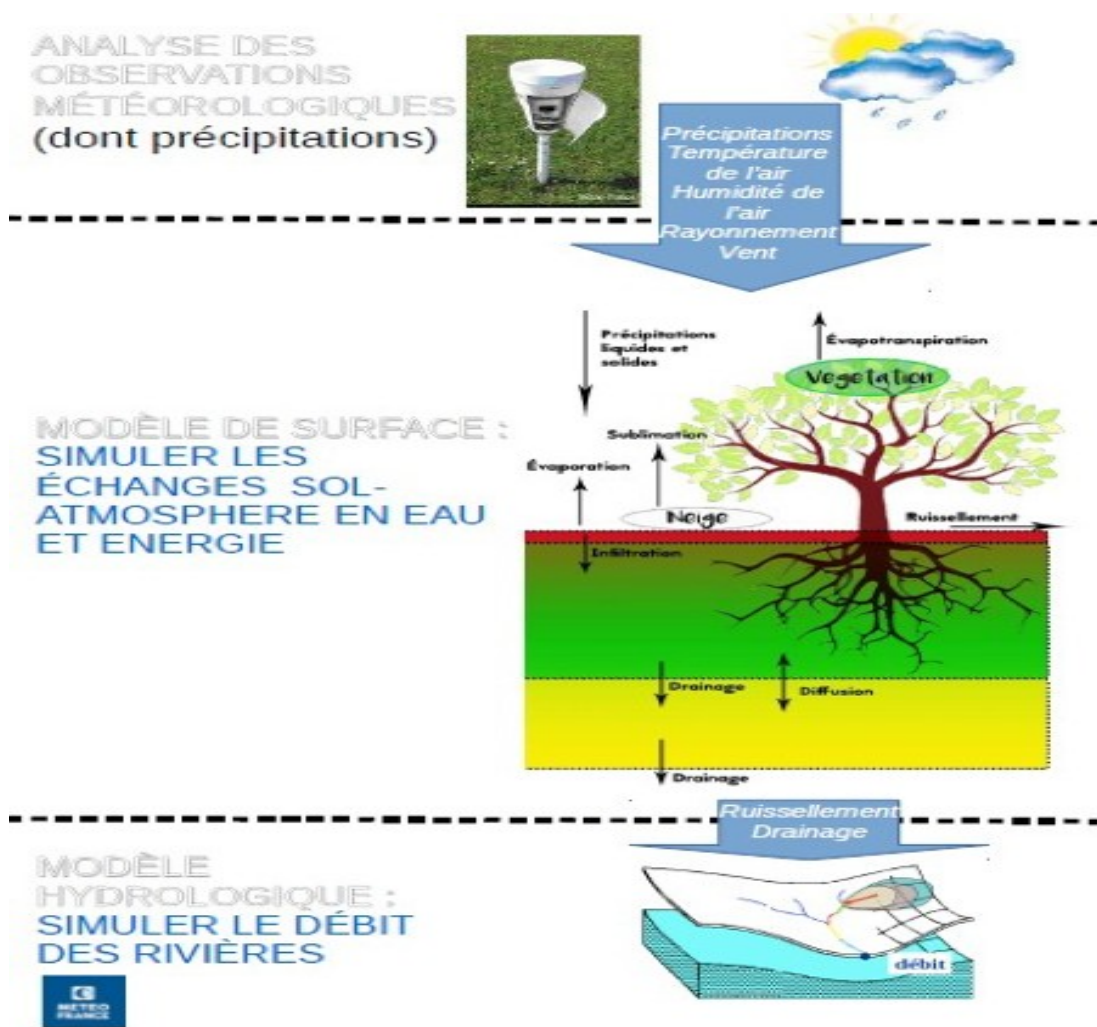 ANALYSE DES
OBSERVATIONS
MÉTÉOROLOGIQUES
(dont précipitations)
Précipitations
Température
de l'air
Humidité de
l'air
Rayonnement
Vent
Précipitations
liquides et
solides
Évapotranspiration
Vegetation
Sublimation
Évaporation
Neige
Ruissellement
Infiltration
MODÈLE DE SURFACE :
SIMULER LES
ÉCHANGES SOL-
ATMOSPHERE EN EAU
ET ENERGIE
Drainage
Diffusion
Drainage
Ruissellement
Drainage
MODÈLE
HYDROLOGIQUE :
SIMULER LE DÉBIT
DES RIVIÈRES
débit
METEO
FRANCE